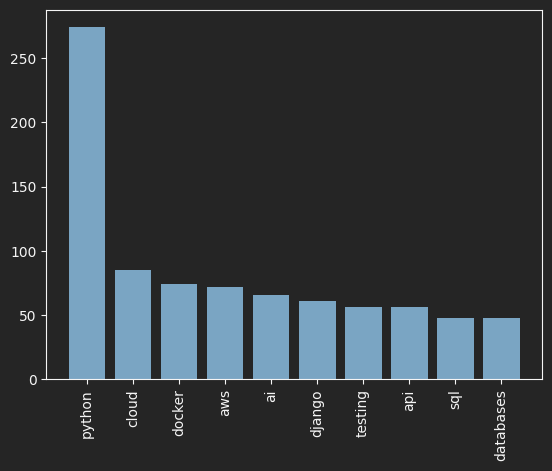 250
200
150
100
50
0
python
cloud
docker
aws
ai
django
testing
api
sql
databases